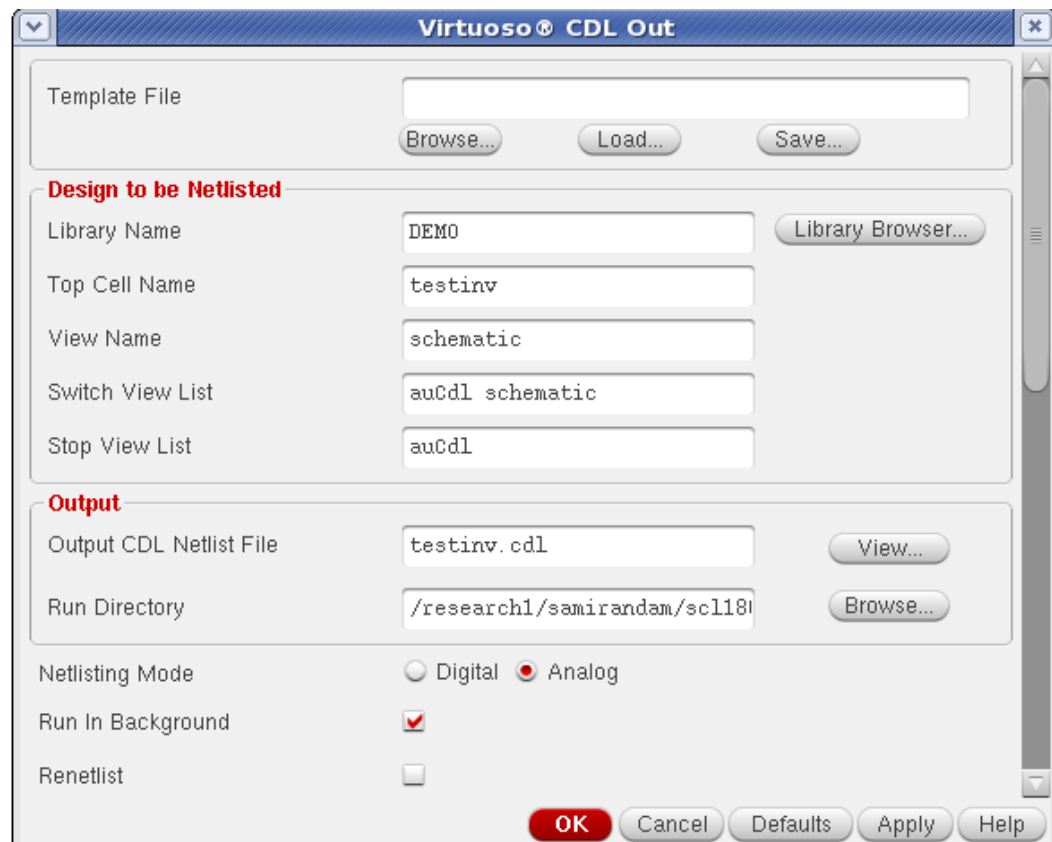 Virtuoso® CDL Out
Template File
Browse... Load... Save...
Design to be Netlisted
Library Name DEMO Library Browser...
Top Cell Name testinv
View Name schematic
Switch View List auCdl schematic
Stop View List auCdl
Output
Output CDL Netlist File testinv.cdl View...
Run Directory /research1/samirandam/scl18 Browse...
Netlisting Mode Digital Analog
Run In Background
Renetlist
OK Cancel Defaults Apply Help